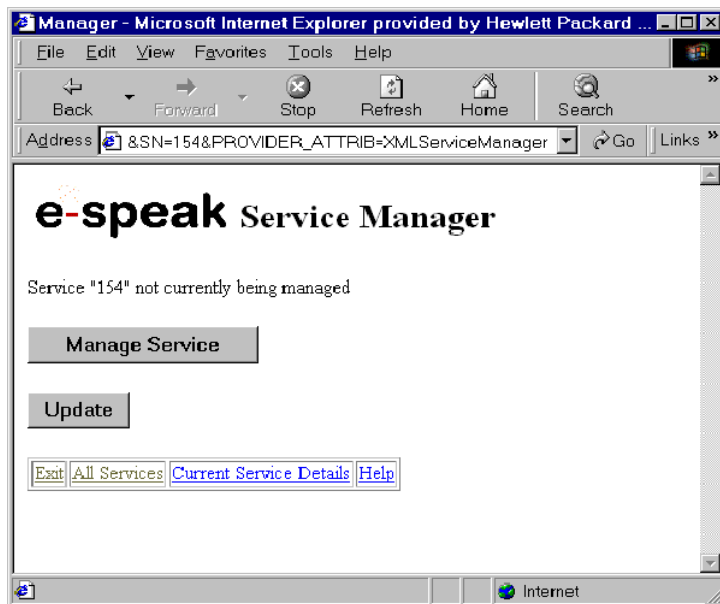 Manager - Microsoft Internet Explorer provided by Hewlett Packard ...
File Edit View Favorites Tools Help
Back Forward Stop Refresh Home Search »
Address &SN=154&PROVIDER_ATTRIB=XMLServiceManager Go Links »
e-speak Service Manager
Service "154" not currently being managed
Manage Service
Update
Exit All Services Current Service Details Help
Internet